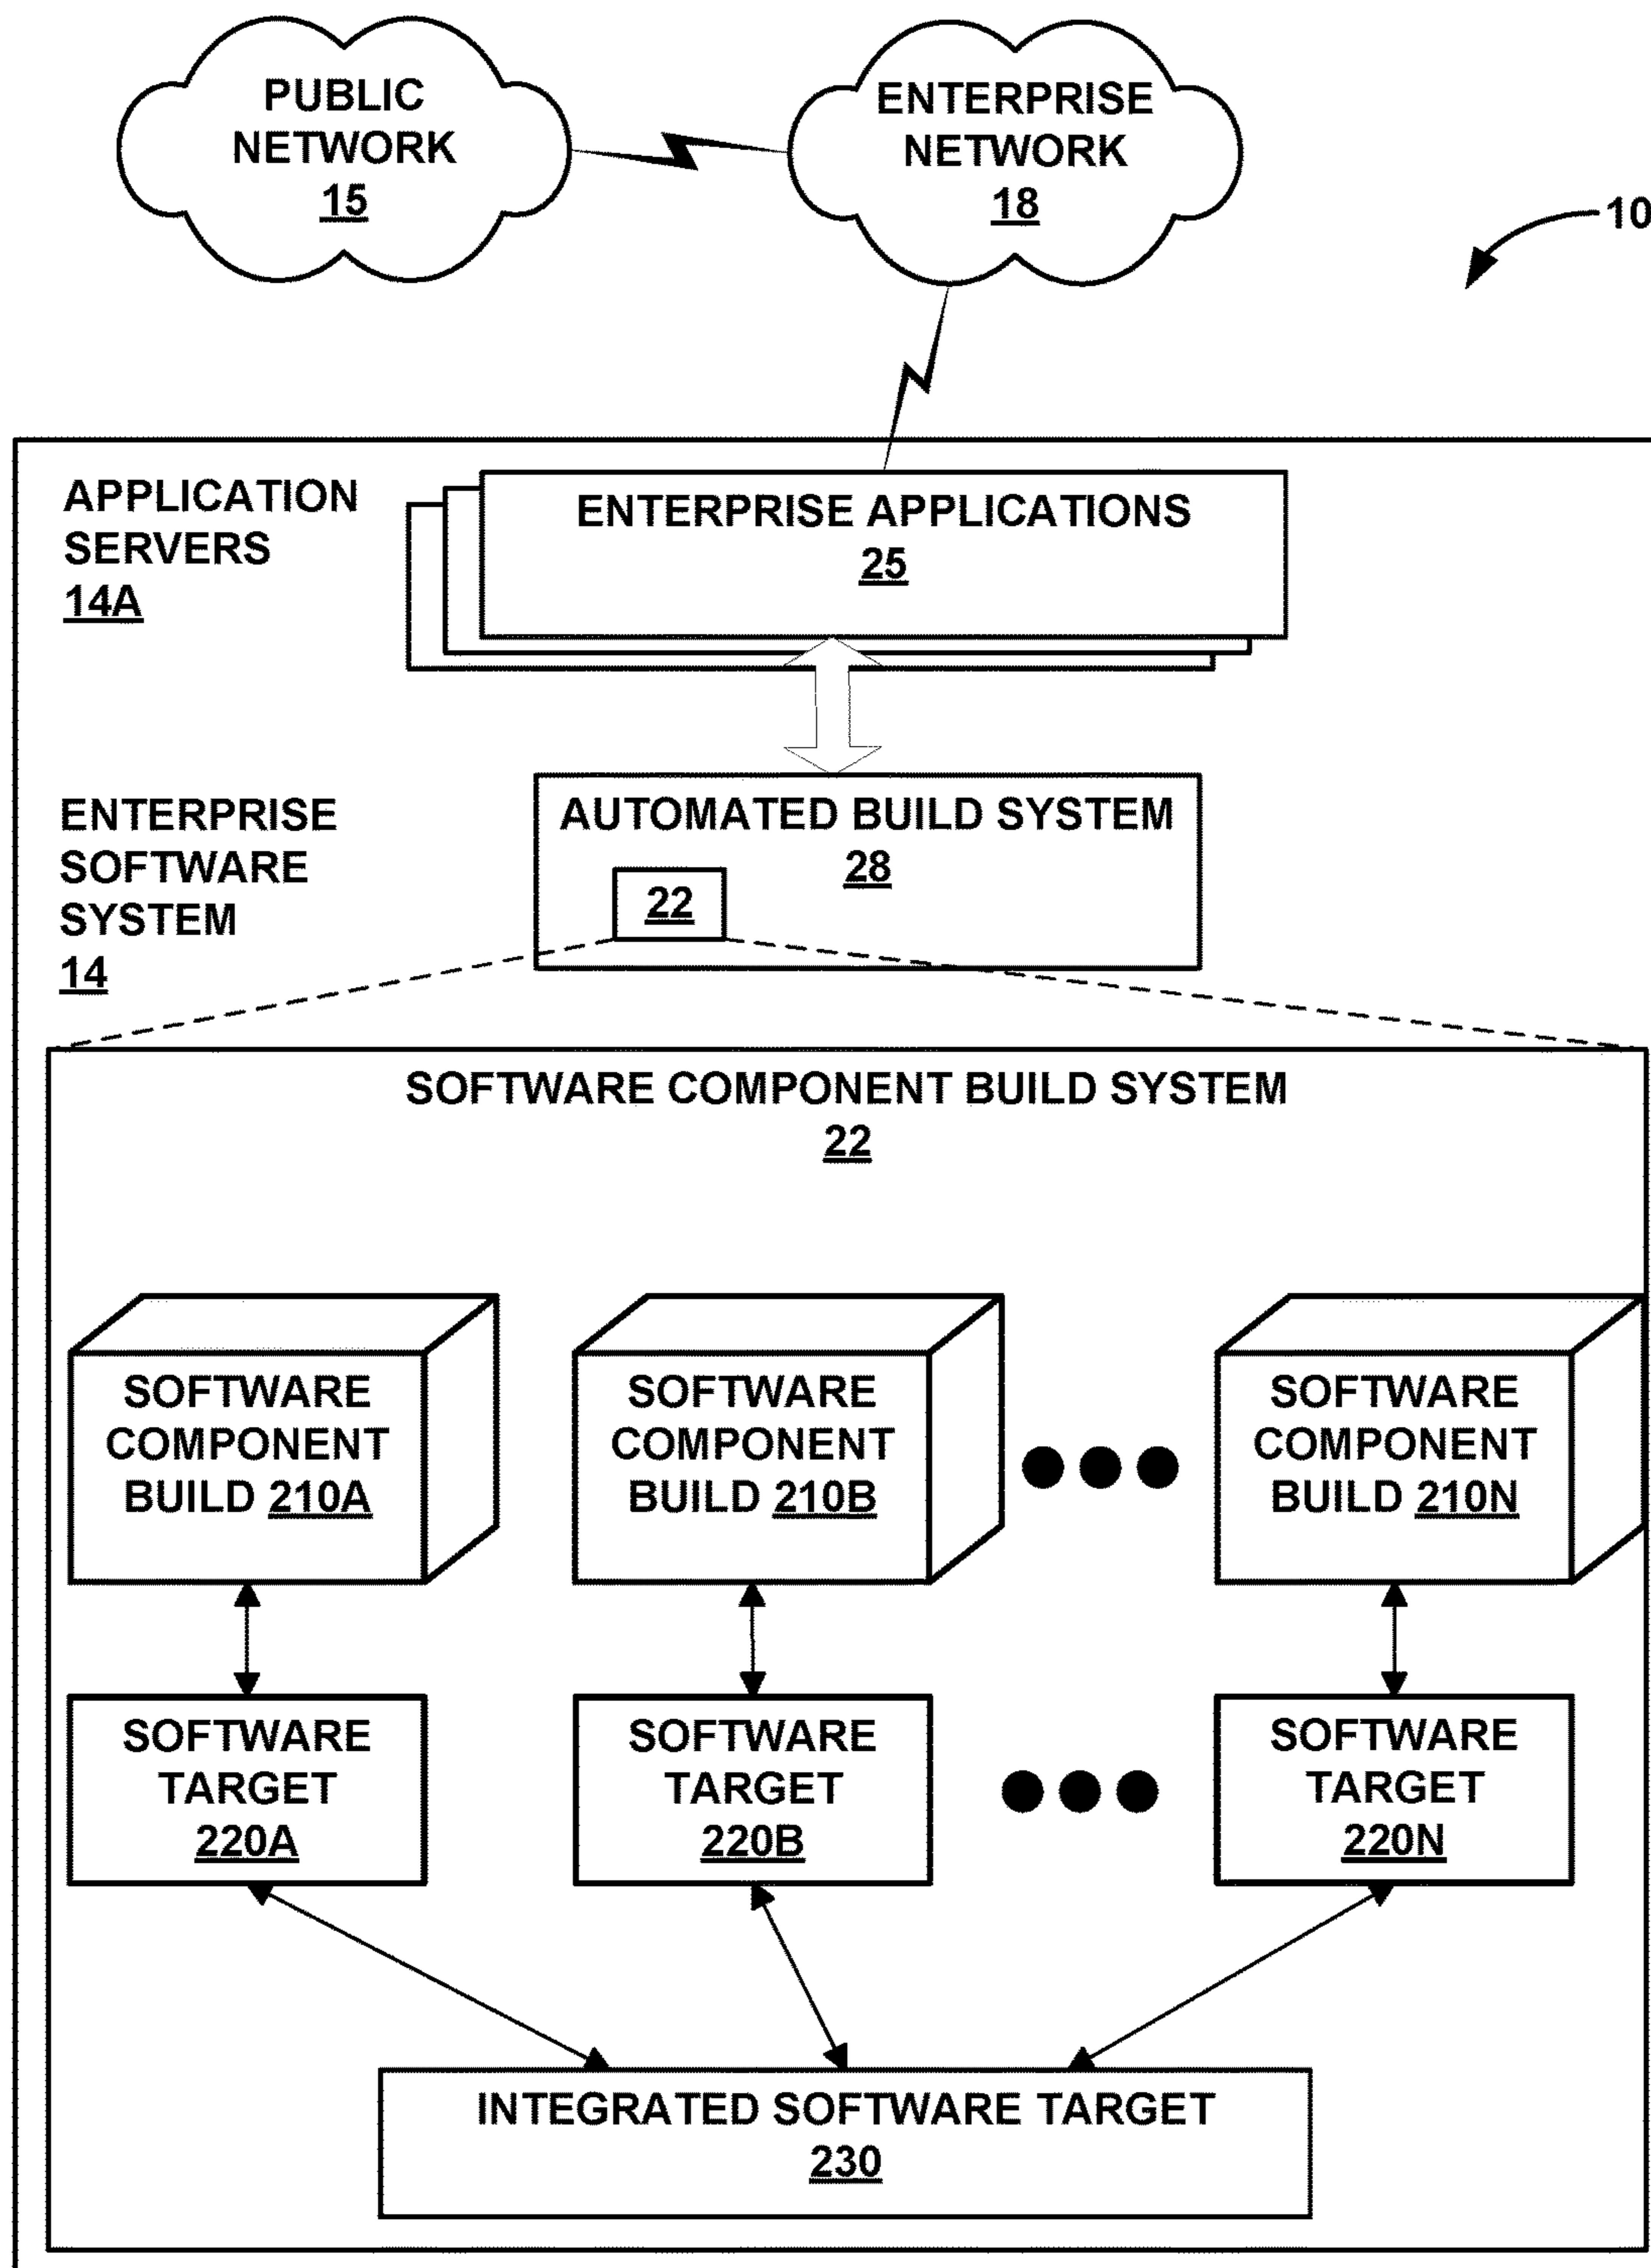 PUBLIC
NETWORK
15
ENTERPRISE
NETWORK
18
10
APPLICATION
SERVERS
14A
ENTERPRISE APPLICATIONS
25
ENTERPRISE
SOFTWARE
SYSTEM
14
AUTOMATED BUILD SYSTEM
28
22
SOFTWARE COMPONENT BUILD SYSTEM
22
SOFTWARE
COMPONENT
BUILD 210A
SOFTWARE
COMPONENT
BUILD 210B
SOFTWARE
COMPONENT
BUILD 210N
SOFTWARE
TARGET
220A
SOFTWARE
TARGET
220B
SOFTWARE
TARGET
220N
INTEGRATED SOFTWARE TARGET
230